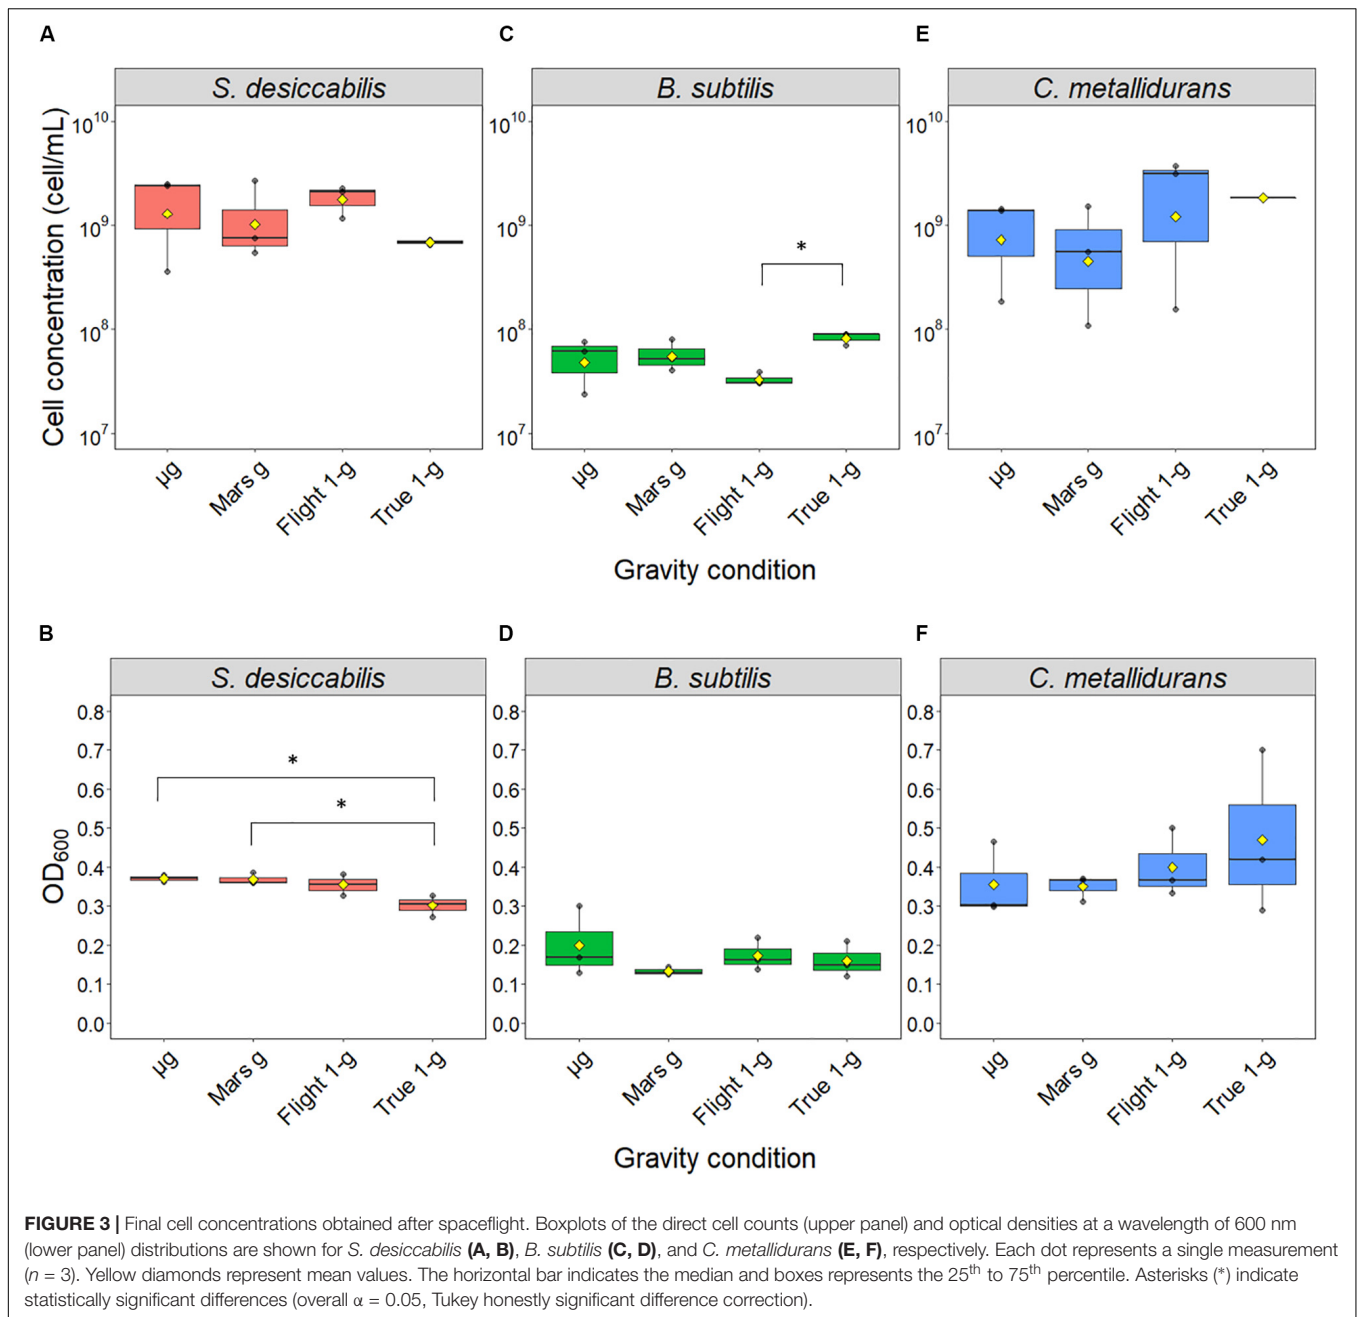 A
C
E
S. desiccabilis
B. subtilis
C. metallidurans
Cell concentration (cell/mL)
10^10
10^9
10^8
10^7
10^10
10^9
10^8
10^7
10^10
10^9
10^8
10^7
*
µg
Mars g
Flight 1-g
True 1-g
µg
Mars g
Flight 1-g
True 1-g
µg
Mars g
Flight 1-g
True 1-g
Gravity condition
B
D
F
S. desiccabilis
B. subtilis
C. metallidurans
OD600
0.8
0.7
0.6
0.5
0.4
0.3
0.2
0.1
0.0
*
*
0.8
0.7
0.6
0.5
0.4
0.3
0.2
0.1
0.0
0.8
0.7
0.6
0.5
0.4
0.3
0.2
0.1
0.0
µg
Mars g
Flight 1-g
True 1-g
µg
Mars g
Flight 1-g
True 1-g
µg
Mars g
Flight 1-g
True 1-g
Gravity condition
FIGURE 3 | Final cell concentrations obtained after spaceflight. Boxplots of the direct cell counts (upper panel) and optical densities at a wavelength of 600 nm
(lower panel) distributions are shown for S. desiccabilis (A, B), B. subtilis (C, D), and C. metallidurans (E, F), respectively. Each dot represents a single measurement
(n = 3). Yellow diamonds represent mean values. The horizontal bar indicates the median and boxes represents the 25th to 75th percentile. Asterisks (*) indicate
statistically significant differences (overall α = 0.05, Tukey honestly significant difference correction).